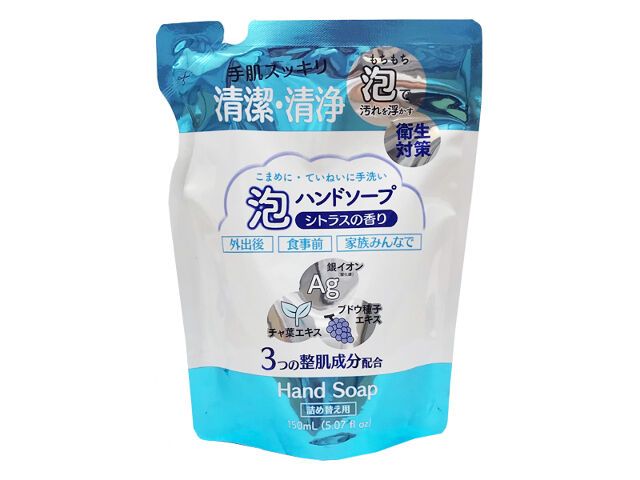 手肌スッキリ
清潔・清浄
もちもち
泡で
汚れを浮かす
衛生
対策
こまめに・ていねいに手洗い
泡ハンドソープ
シトラスの香り
外出後 食事前 家族みんなで
銀イオン
Ag
チャ葉エキス
ブドウ種子
エキス
3つの整肌成分配合
Hand Soap
詰め替え用
150mL (5.07 fl oz)